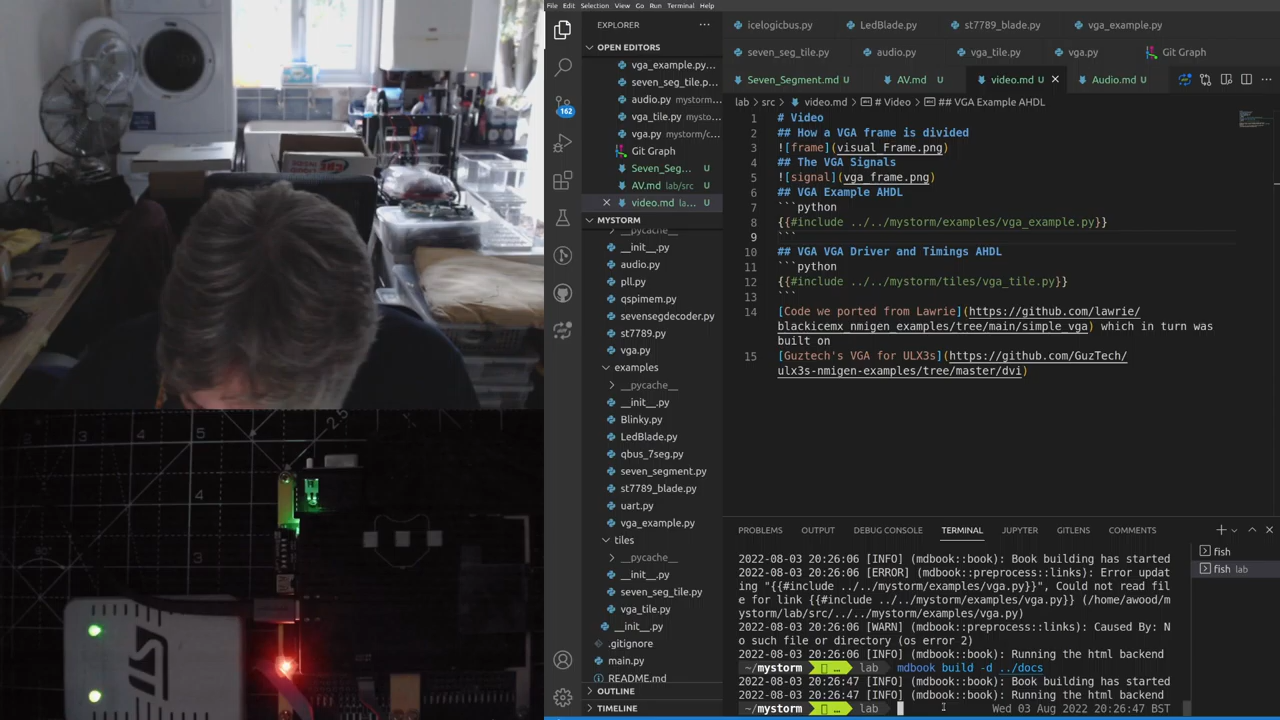 File Edit Selection View Go Run Terminal Help
EXPLORER
OPEN EDITORS
vga_example.py...
seven_seg_tile.p...
audio.py mystorm...
vga_tile.py mysto...
vga.py mystorm/c...
Git Graph
Seven_Seg... U
AV.md lab/src U
video.md la... U
MYSTORM
__pycache__
__init__.py
audio.py
pll.py
qspimem.py
sevensegdecoder.py
st7789.py
vga.py
examples
__pycache__
__init__.py
Blinky.py
LedBlade.py
qbus_7seg.py
seven_segment.py
st7789_blade.py
uart.py
vga_example.py
tiles
__pycache__
__init__.py
seven_seg_tile.py
vga_tile.py
__init__.py
.gitignore
main.py
README.md
OUTLINE
TIMELINE
162
icelogicbus.py LedBlade.py st7789_blade.py vga_example.py
seven_seg_tile.py audio.py vga_tile.py vga.py Git Graph
Seven_Segment.md U AV.md U video.md U Audio.md U
lab > src > video.md > # Video > ## VGA Example AHDL
1 # Video
2 ## How a VGA frame is divided
3 ![frame](visual_Frame.png)
4 ## The VGA Signals
5 ![signal](vga_frame.png)
6 ## VGA Example AHDL
7 ```python
8 {{#include ../../mystorm/examples/vga_example.py}}
9 ```
10 ## VGA VGA Driver and Timings AHDL
11 ```python
12 {{#include ../../mystorm/tiles/vga_tile.py}}
13 ```
14 [Code we ported from Lawrie](https://github.com/lawrie/
blackicemx_nmigen_examples/tree/main/simple_vga) which in turn was
built on
15 [Guztech's VGA for ULX3s](https://github.com/GuzTech/
ulx3s-nmigen-examples/tree/master/dvi)
PROBLEMS OUTPUT DEBUG CONSOLE TERMINAL JUPYTER GITLENS COMMENTS
2022-08-03 20:26:06 [INFO] (mdbook::book): Book building has started
2022-08-03 20:26:06 [ERROR] (mdbook::preprocess::links): Error updat
ing "{{#include ../../mystorm/examples/vga.py}}", Could not read fil
e for link {{#include ../../mystorm/examples/vga.py}} (/home/awood/m
ystorm/lab/src/../../mystorm/examples/vga.py)
2022-08-03 20:26:06 [WARN] (mdbook::preprocess::links): Caused By: N
o such file or directory (os error 2)
2022-08-03 20:26:06 [INFO] (mdbook::book): Running the html backend
~/mystorm ... lab mdbook build -d ../docs
2022-08-03 20:26:47 [INFO] (mdbook::book): Book building has started
2022-08-03 20:26:47 [INFO] (mdbook::book): Running the html backend
~/mystorm ... lab Wed 03 Aug 2022 20:26:47 BST
fish
fish lab
3 4 5 2.5
4
3
ST